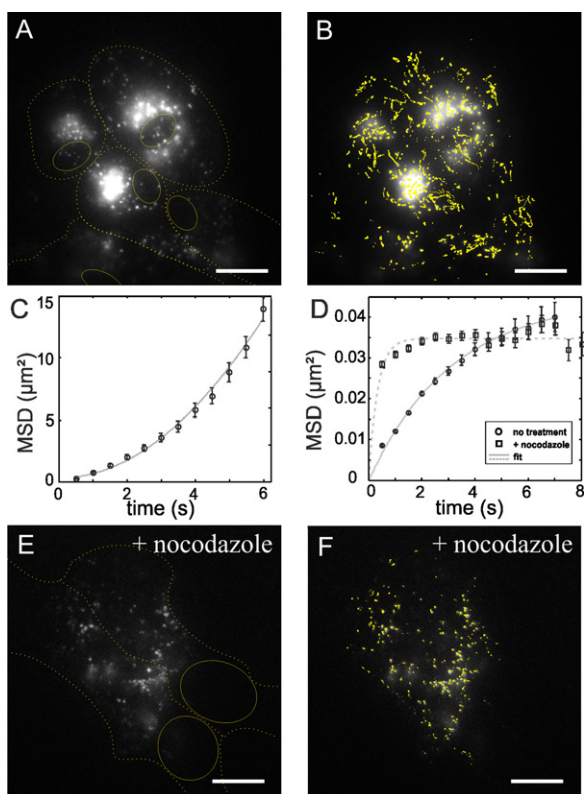 A
B
C
15
10
5
0
0
2
4
6
MSD (µm²)
time (s)
D
0.04
0.03
0.02
0.01
0
0
2
4
6
8
MSD (µm²)
time (s)
no treatment
+ nocodazole
fit
E
+ nocodazole
F
+ nocodazole